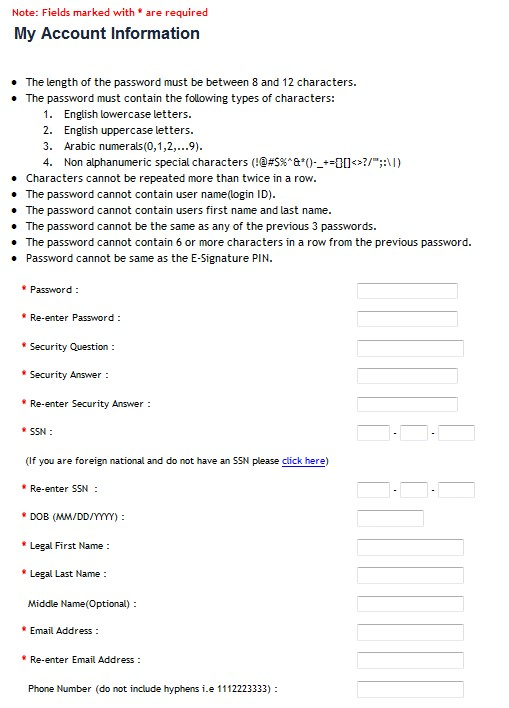 Note: Fields marked with * are required
My Account Information
• The length of the password must be between 8 and 12 characters.
• The password must contain the following types of characters:
1. English lowercase letters.
2. English uppercase letters.
3. Arabic numerals(0,1,2,...9).
4. Non alphanumeric special characters (!@#$%^&*()-_+={}[]<>?/"';:\|)
• Characters cannot be repeated more than twice in a row.
• The password cannot contain user name(login ID).
• The password cannot contain users first name and last name.
• The password cannot be the same as any of the previous 3 passwords.
• The password cannot contain 6 or more characters in a row from the previous password.
• Password cannot be same as the E-Signature PIN.
* Password :
* Re-enter Password :
* Security Question :
* Security Answer :
* Re-enter Security Answer :
* SSN : - -
(If you are foreign national and do not have an SSN please click here)
* Re-enter SSN : - -
* DOB (MM/DD/YYYY) :
* Legal First Name :
* Legal Last Name :
Middle Name(Optional) :
* Email Address :
* Re-enter Email Address :
Phone Number (do not include hyphens i.e 1112223333) :